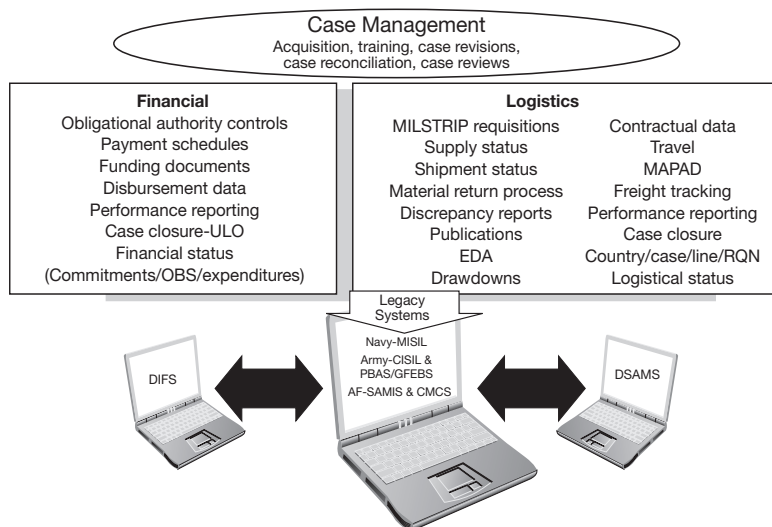 Case Management
Acquisition, training, case revisions,
case reconciliation, case reviews
Financial
Obligational authority controls
Payment schedules
Funding documents
Disbursement data
Performance reporting
Case closure-ULO
Financial status
(Commitments/OBS/expenditures)
Logistics
MILSTRIP requisitions
Supply status
Shipment status
Material return process
Discrepancy reports
Publications
EDA
Drawdowns
Contractual data
Travel
MAPAD
Freight tracking
Performance reporting
Case closure
Country/case/line/RQN
Logistical status
Legacy
Systems
DIFS
Navy-MISIL
Army-CISIL &
PBAS/GFEBS
AF-SAMIS & CMCS
DSAMS